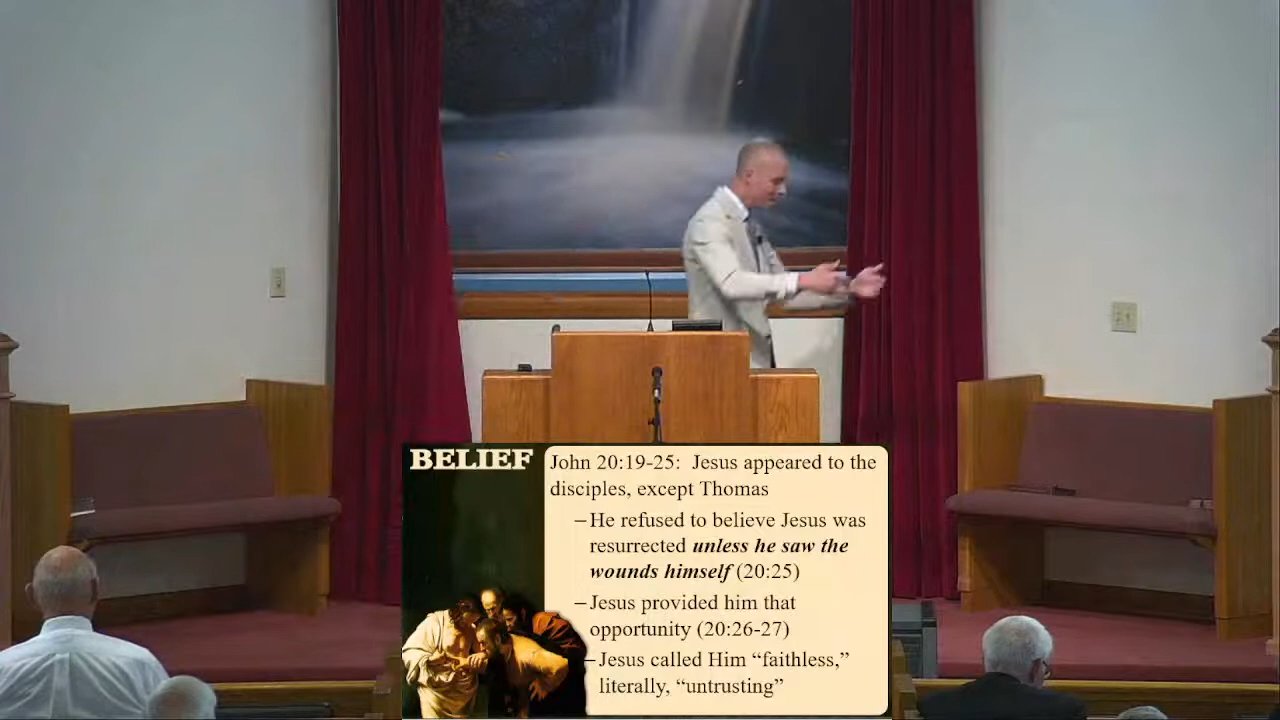 BELIEF
John 20:19-25:  Jesus appeared to the
disciples, except Thomas
–He refused to believe Jesus was
resurrected unless he saw the
wounds himself (20:25)
–Jesus provided him that
opportunity (20:26-27)
–Jesus called Him “faithless,”
literally, “untrusting”